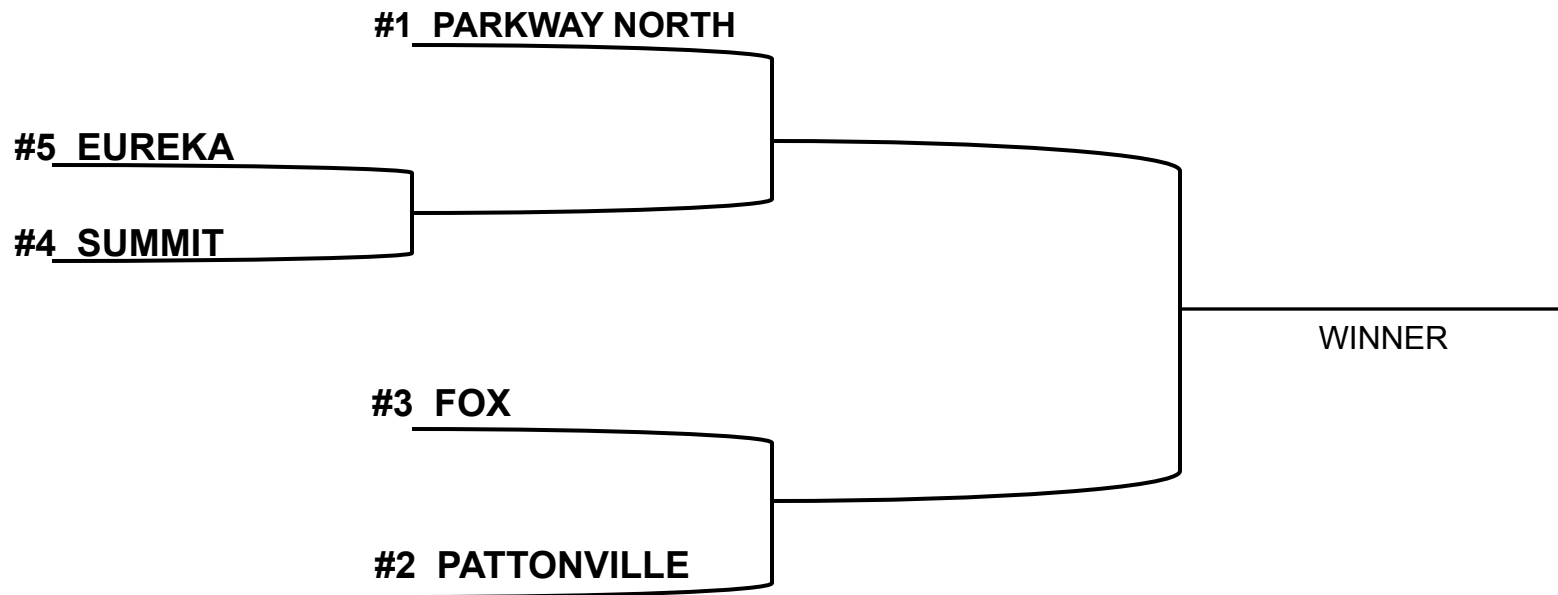 #1 PARKWAY NORTH
#5 EUREKA
#4 SUMMIT
WINNER
#3 FOX
#2 PATTONVILLE